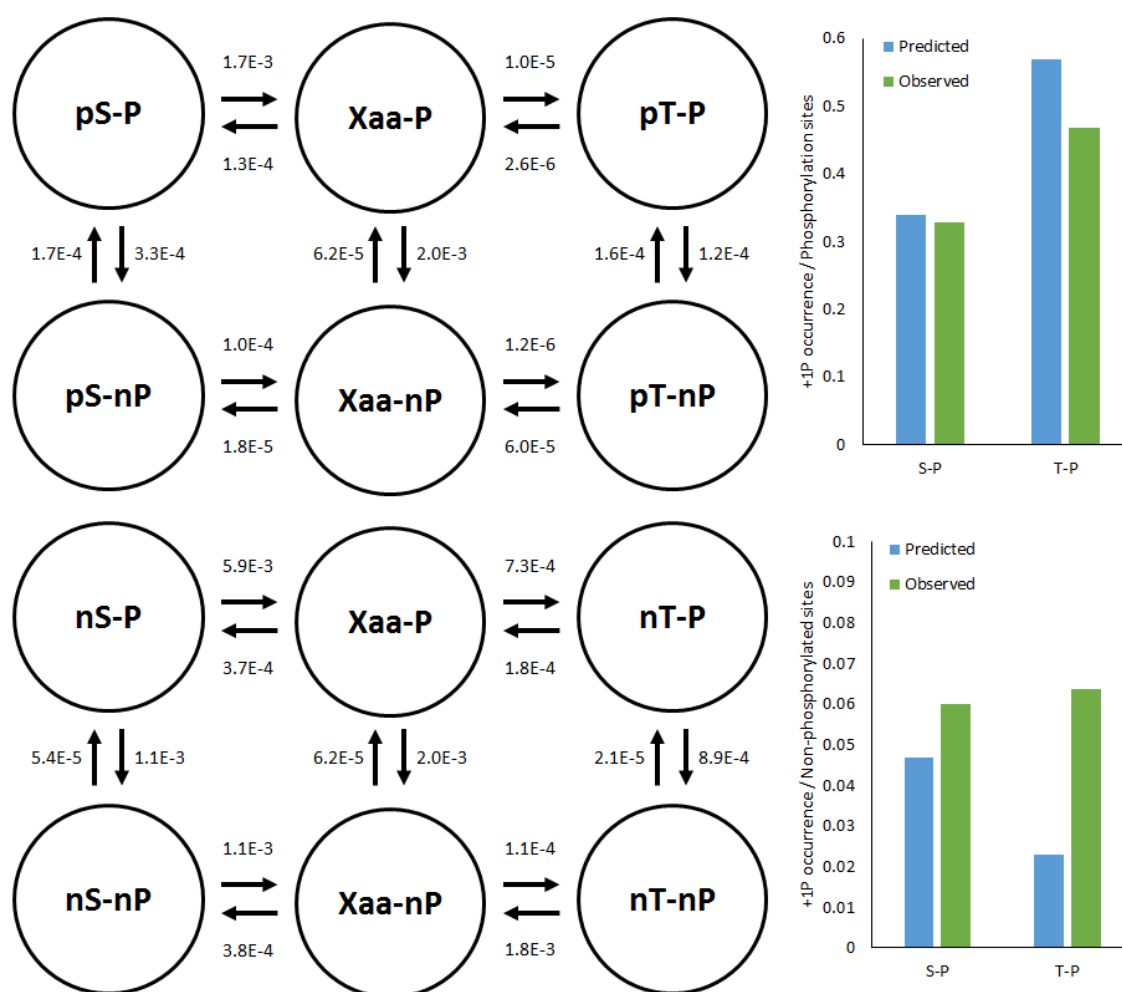 1.7E-3 1.0E-5
pS-P Xaa-P pT-P
1.3E-4 2.6E-6
1.7E-4 3.3E-4 6.2E-5 2.0E-3 1.6E-4 1.2E-4
1.0E-4 1.2E-6
pS-nP Xaa-nP pT-nP
1.8E-5 6.0E-5
+1P occurrence / Phosphorylation sites
Predicted
Observed
0.6
0.5
0.4
0.3
0.2
0.1
0
S-P T-P
5.9E-3 7.3E-4
nS-P Xaa-P nT-P
3.7E-4 1.8E-4
5.4E-5 1.1E-3 6.2E-5 2.0E-3 2.1E-5 8.9E-4
1.1E-3 1.1E-4
nS-nP Xaa-nP nT-nP
3.8E-4 1.8E-3
+1P occurrence / Non-phosphorylated sites
Predicted
Observed
0.1
0.09
0.08
0.07
0.06
0.05
0.04
0.03
0.02
0.01
0
S-P T-P